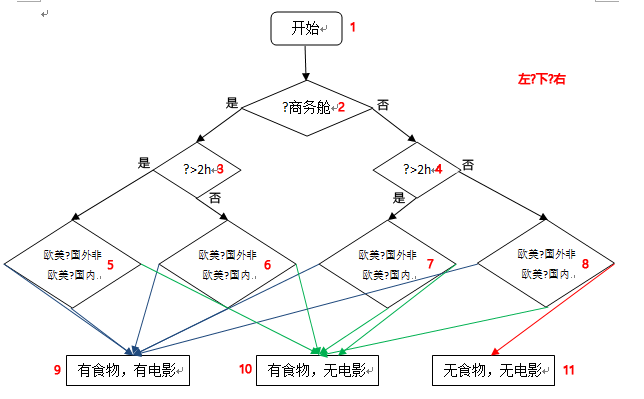 开始 1
左?下?右
?商务舱 2
是
否
?>2h 3
?>2h 4
是
否
是
否
欧美?国外非
欧美?国内. 5
欧美?国外非
欧美?国内. 6
欧美?国外非
欧美?国内. 7
欧美?国外非
欧美?国内. 8
9 有食物，有电影
10 有食物，无电影
无食物，无电影 11